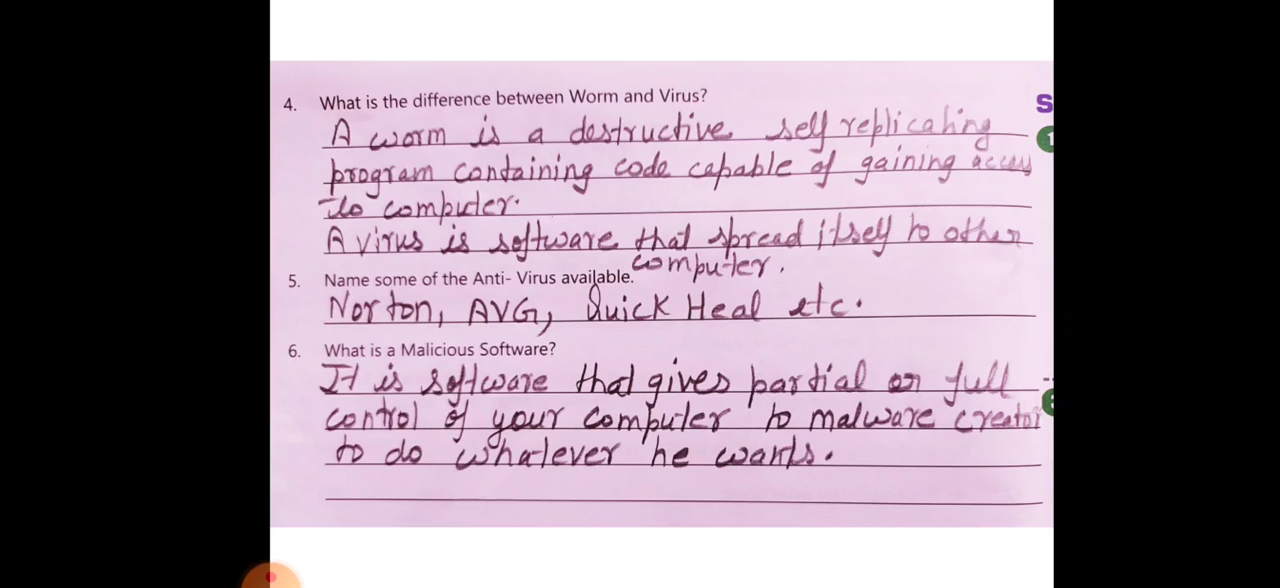 4. What is the difference between Worm and Virus?
A worm is a destructive self replicating
program containing code capable of gaining access
to computer.
A virus is software that spread itself to other
computer.
5. Name some of the Anti- Virus available.
Norton, AVG, Quick Heal etc.
6. What is a Malicious Software?
It is software that gives partial or full
control of your computer to malware creator
to do whatever he wants.
S
1